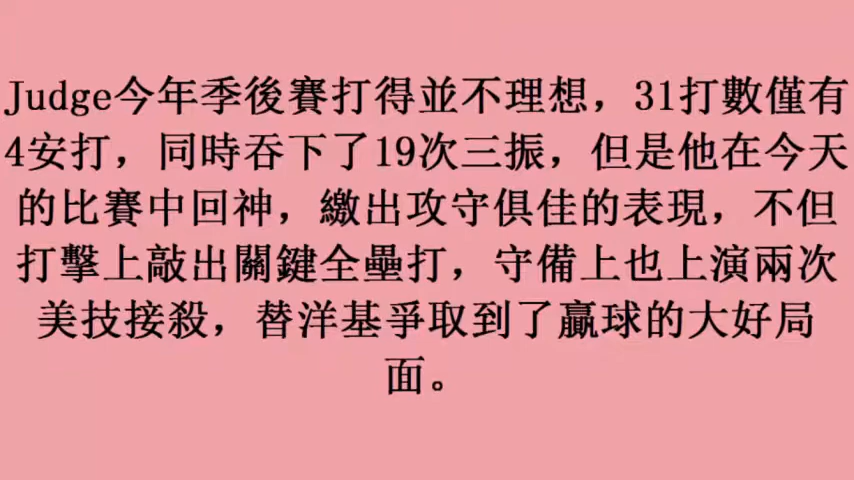 Judge今年季後賽打得並不理想，31打數僅有
4安打，同時吞下了19次三振，但是他在今天
的比賽中回神，繳出攻守俱佳的表現，不但
打擊上敲出關鍵全壘打，守備上也上演兩次
美技接殺，替洋基爭取到了贏球的大好局
面。